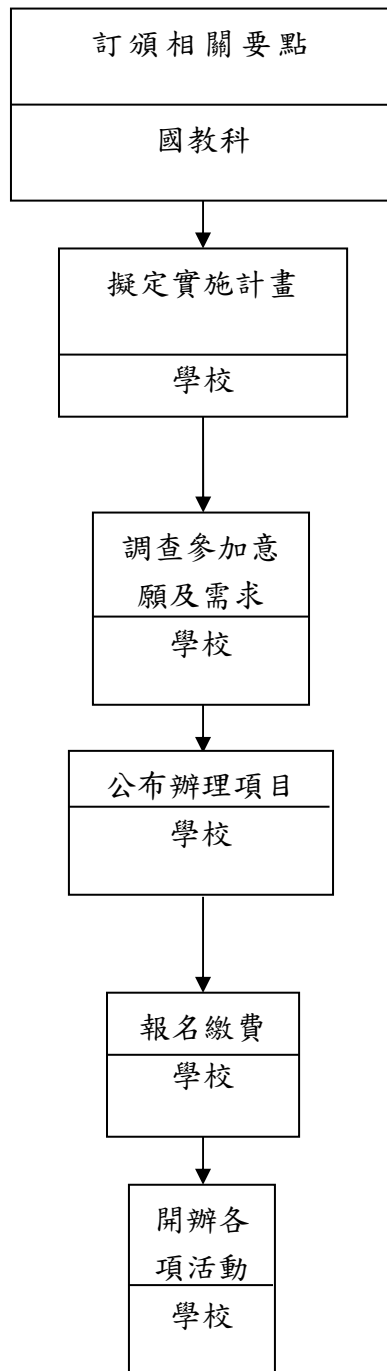 訂頒相關要點
國教科
擬定實施計畫
學校
調查參加意
願及需求
學校
公布辦理項目
學校
報名繳費
學校
開辦各
項活動
學校